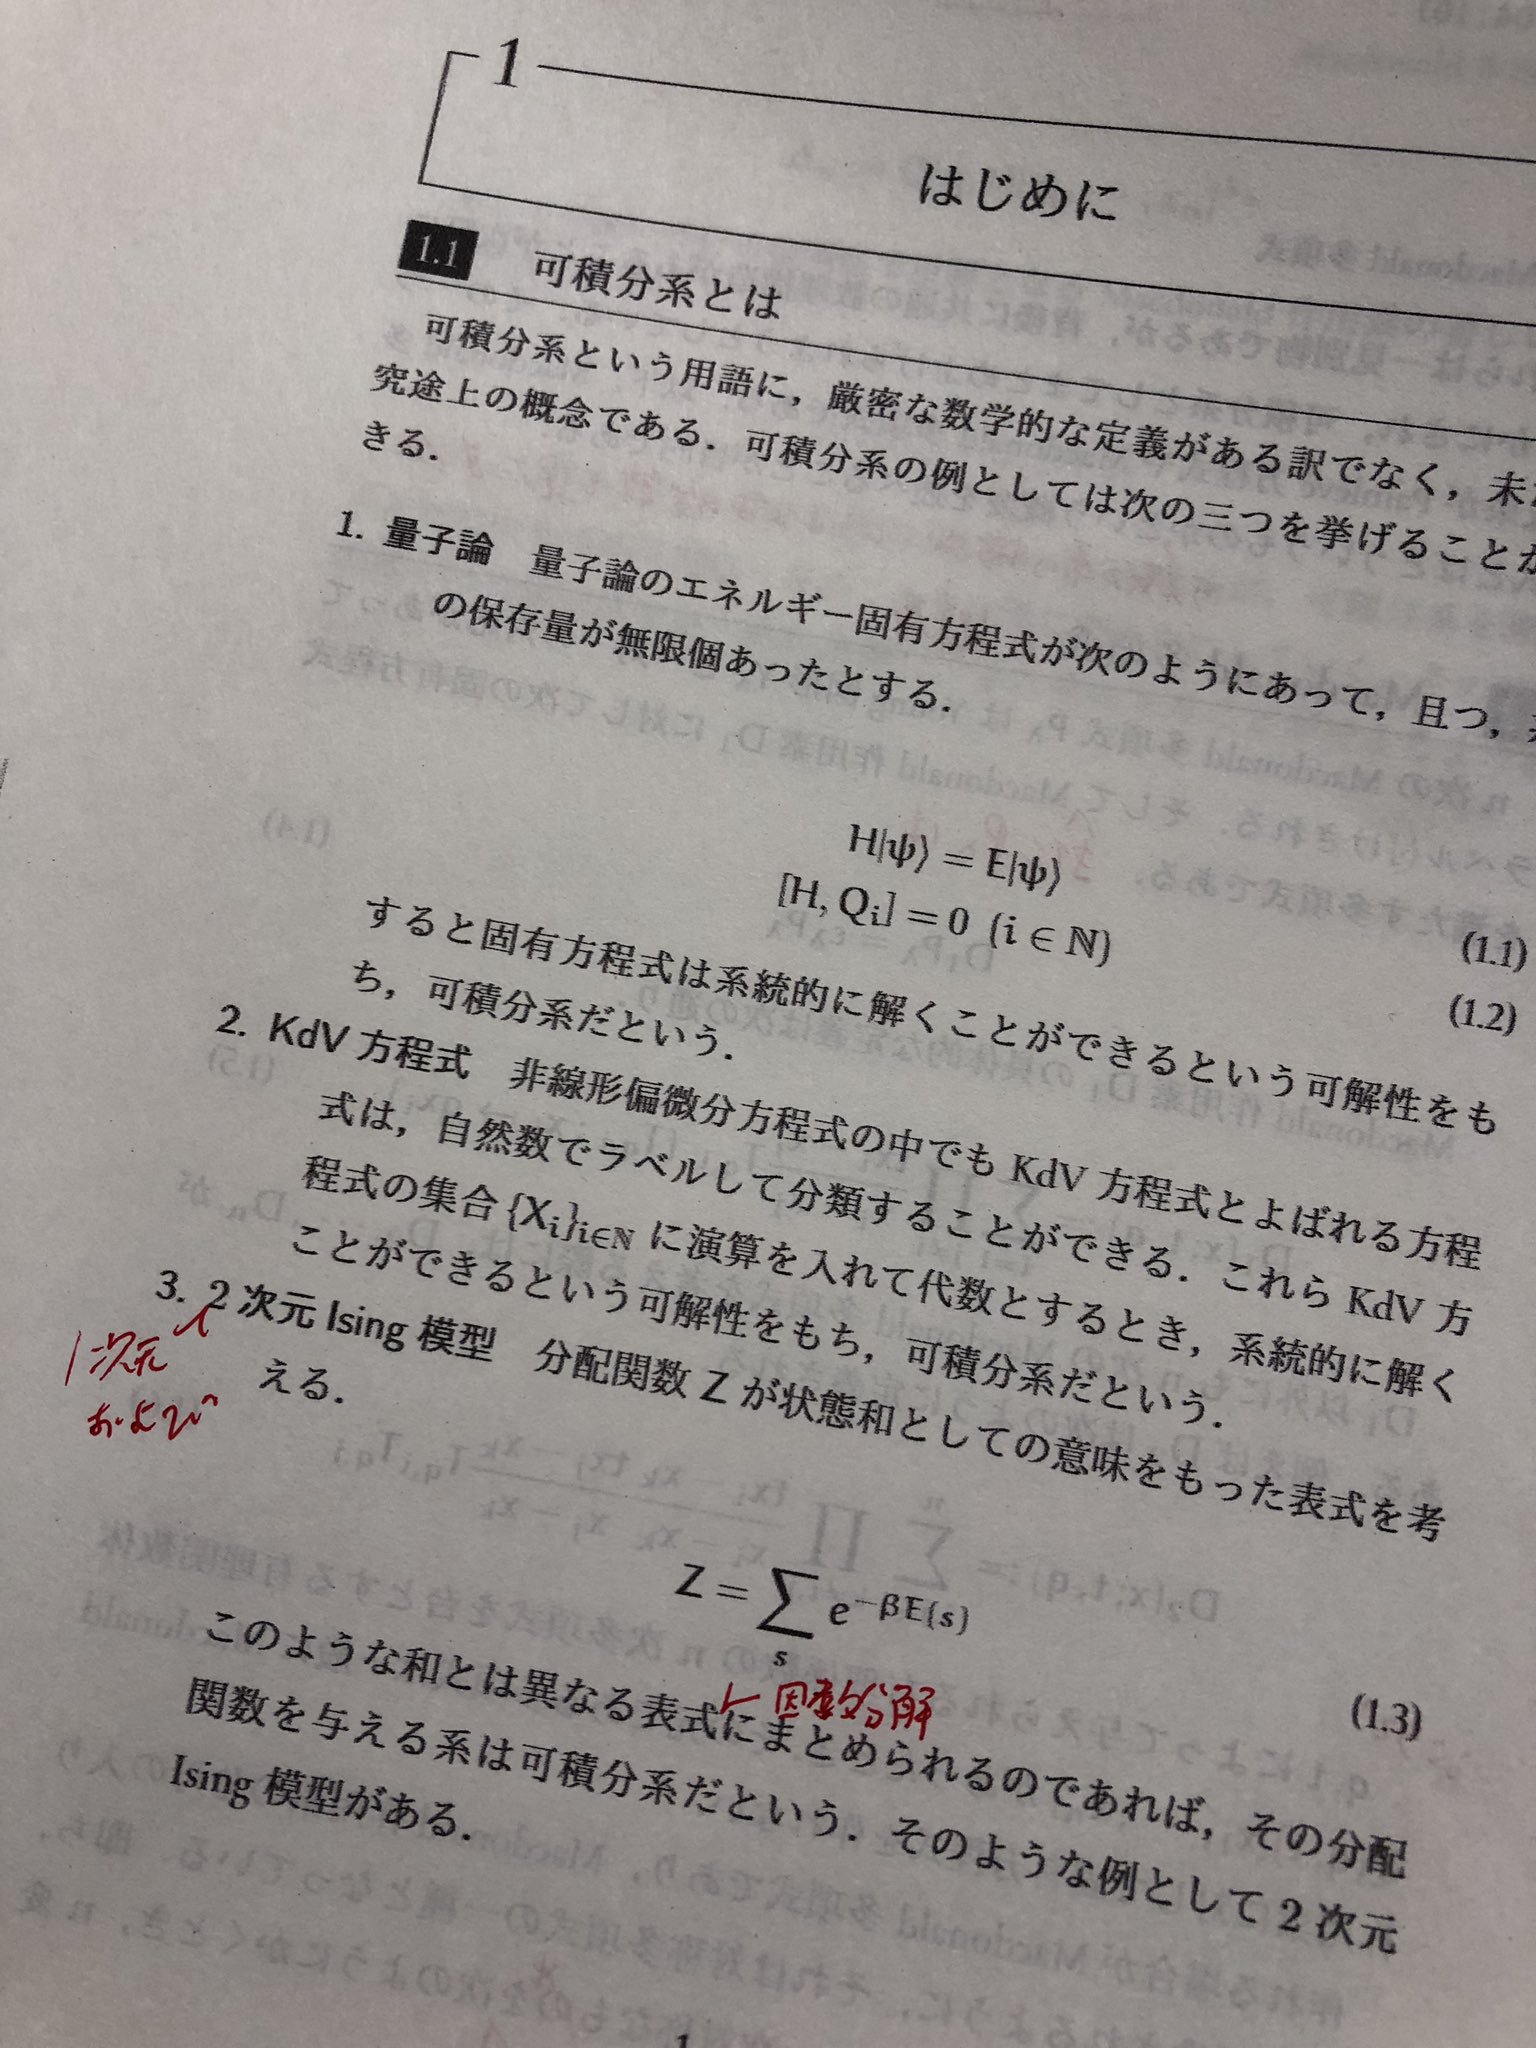 1
はじめに
1.1 可積分系とは
可積分系という用語に，厳密な数学的な定義がある訳でなく，未
究途上の概念である．可積分系の例としては次の三つを挙げることが
きる．
1. 量子論 量子論のエネルギー固有方程式が次のようにあって，且つ，
の保存量が無限個あったとする．
H|ψ⟩ = E|ψ⟩ (1.1)
[H, Qi] = 0 (i ∈ ℕ) (1.2)
すると固有方程式は系統的に解くことができるという可解性をも
ち，可積分系だという．
2. KdV 方程式 非線形偏微分方程式の中でも KdV 方程式とよばれる方程
式は，自然数でラベルして分類することができる．これら KdV 方
程式の集合 {Xi}i∈ℕ に演算を入れて代数とするとき，系統的に解く
ことができるという可解性をもち，可積分系だという．
3. 2 次元 Ising 模型 分配関数 Z が状態和としての意味をもった表式を考
1次元
および
える．
Z = ∑s e−βE(s) (1.3)
因数分解
このような和とは異なる表式にまとめられるのであれば，その分配
関数を与える系は可積分系だという．そのような例として 2 次元
Ising 模型がある．
1